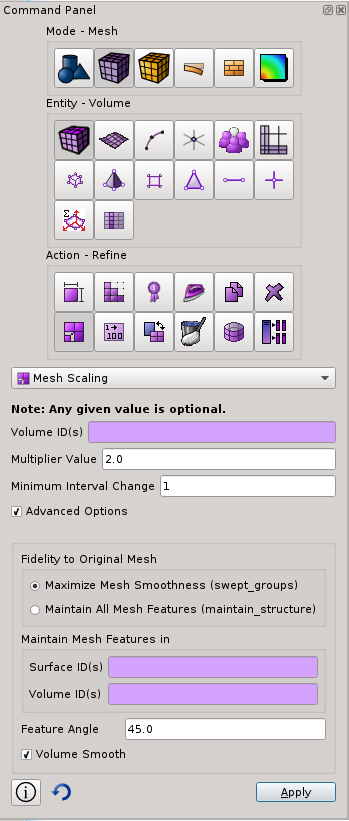 Command Panel
Mode - Mesh
Entity - Volume
Σ
Action - Refine
1
100
Mesh Scaling
Note: Any given value is optional.
Volume ID(s)
Multiplier Value 2.0
Minimum Interval Change 1
Advanced Options
Fidelity to Original Mesh
Maximize Mesh Smoothness (swept_groups)
Maintain All Mesh Features (maintain_structure)
Maintain Mesh Features in
Surface ID(s)
Volume ID(s)
Feature Angle 45.0
Volume Smooth
Apply